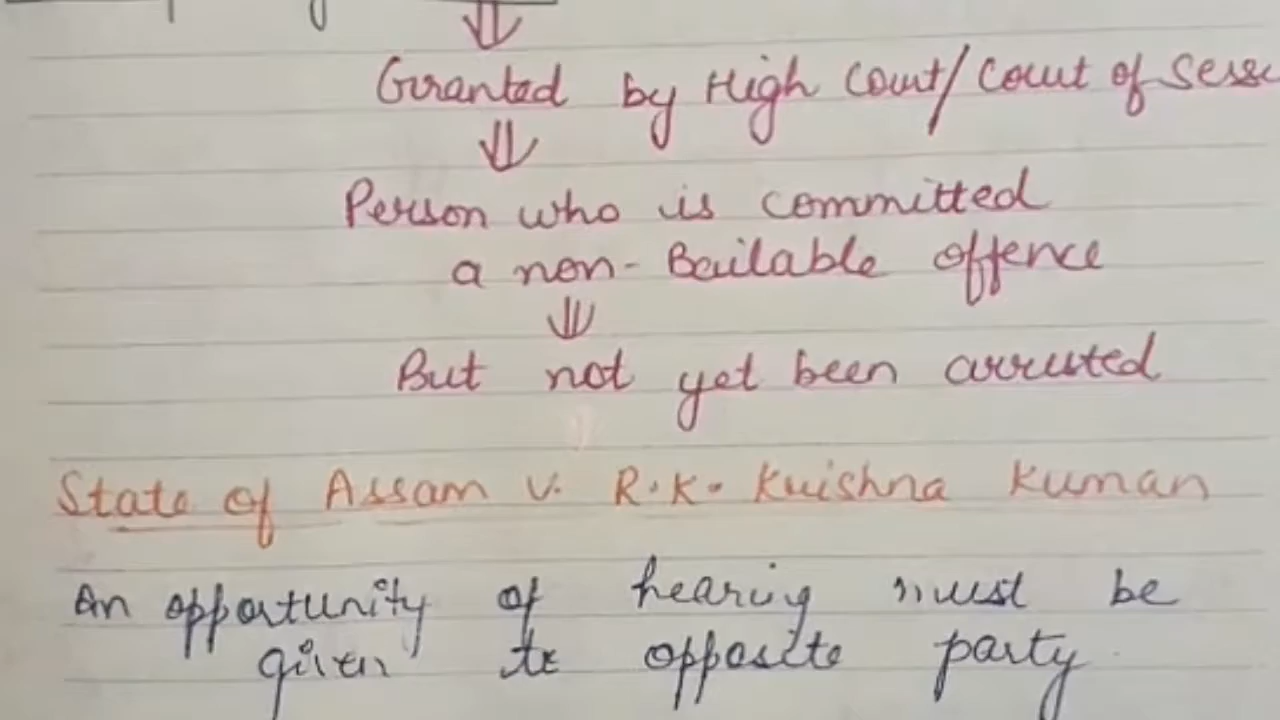 Granted by High Court/Court of Sess
Person who is committed
a non-Bailable offence
But not yet been arrested
State of Assam v. R.K. Krishna Kumar
An opportunity of hearing must be
given to opposite party